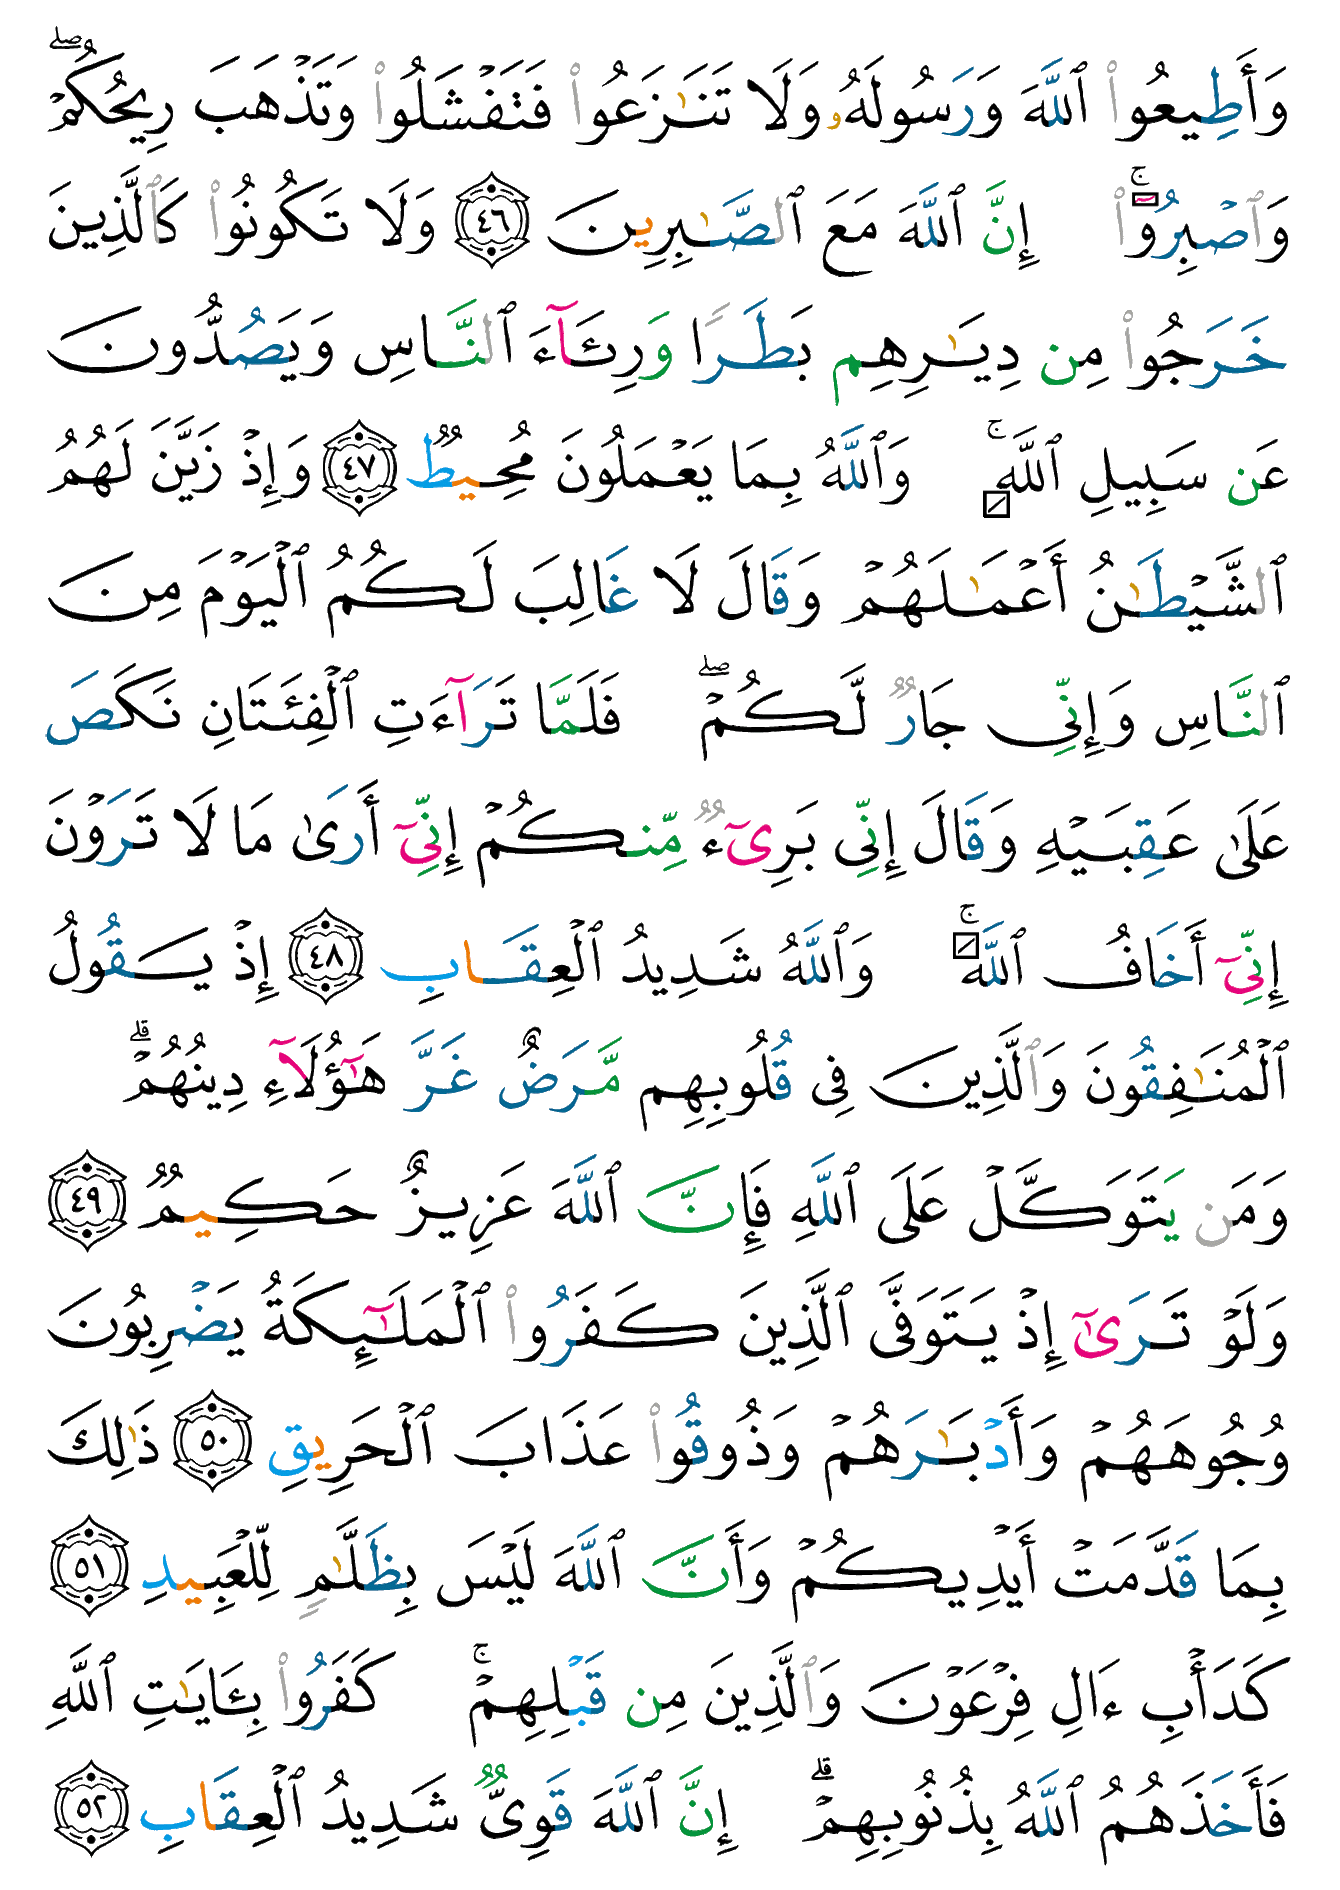 وَأَطِيعُوا۟ ٱللَّهَ وَرَسُولَهُۥ وَلَا تَنَـٰزَعُوا۟ فَتَفْشَلُوا۟ وَتَذْهَبَ رِيحُكُمْ ۖ
وَٱصْبِرُوٓا۟ ۚ إِنَّ ٱللَّهَ مَعَ ٱلصَّـٰبِرِينَ ٤٦ وَلَا تَكُونُوا۟ كَٱلَّذِينَ
خَرَجُوا۟ مِن دِيَـٰرِهِم بَطَرًا وَرِئَآءَ ٱلنَّاسِ وَيَصُدُّونَ
عَن سَبِيلِ ٱللَّهِ ۚ وَٱللَّهُ بِمَا يَعْمَلُونَ مُحِيطٌ ٤٧ وَإِذْ زَيَّنَ لَهُمُ
ٱلشَّيْطَـٰنُ أَعْمَـٰلَهُمْ وَقَالَ لَا غَالِبَ لَكُمُ ٱلْيَوْمَ مِنَ
ٱلنَّاسِ وَإِنِّى جَارٌ لَّكُمْ ۖ فَلَمَّا تَرَآءَتِ ٱلْفِئَتَانِ نَكَصَ
عَلَىٰ عَقِبَيْهِ وَقَالَ إِنِّى بَرِىٓءٌ مِّنكُمْ إِنِّىٓ أَرَىٰ مَا لَا تَرَوْنَ
إِنِّىٓ أَخَافُ ٱللَّهَ ۚ وَٱللَّهُ شَدِيدُ ٱلْعِقَابِ ٤٨ إِذْ يَقُولُ
ٱلْمُنَـٰفِقُونَ وَٱلَّذِينَ فِى قُلُوبِهِم مَّرَضٌ غَرَّ هَـٰٓؤُلَآءِ دِينُهُمْ ۗ
وَمَن يَتَوَكَّلْ عَلَى ٱللَّهِ فَإِنَّ ٱللَّهَ عَزِيزٌ حَكِيمٌ ٤٩
وَلَوْ تَرَىٰٓ إِذْ يَتَوَفَّى ٱلَّذِينَ كَفَرُوا۟ ٱلْمَلَـٰٓئِكَةُ يَضْرِبُونَ
وُجُوهَهُمْ وَأَدْبَـٰرَهُمْ وَذُوقُوا۟ عَذَابَ ٱلْحَرِيقِ ٥٠ ذَٰلِكَ
بِمَا قَدَّمَتْ أَيْدِيكُمْ وَأَنَّ ٱللَّهَ لَيْسَ بِظَلَّـٰمٍ لِّلْعَبِيدِ ٥١
كَدَأْبِ ءَالِ فِرْعَوْنَ وَٱلَّذِينَ مِن قَبْلِهِمْ ۚ كَفَرُوا۟ بِـَٔايَـٰتِ ٱللَّهِ
فَأَخَذَهُمُ ٱللَّهُ بِذُنُوبِهِمْ ۗ إِنَّ ٱللَّهَ قَوِىٌّ شَدِيدُ ٱلْعِقَابِ ٥٢